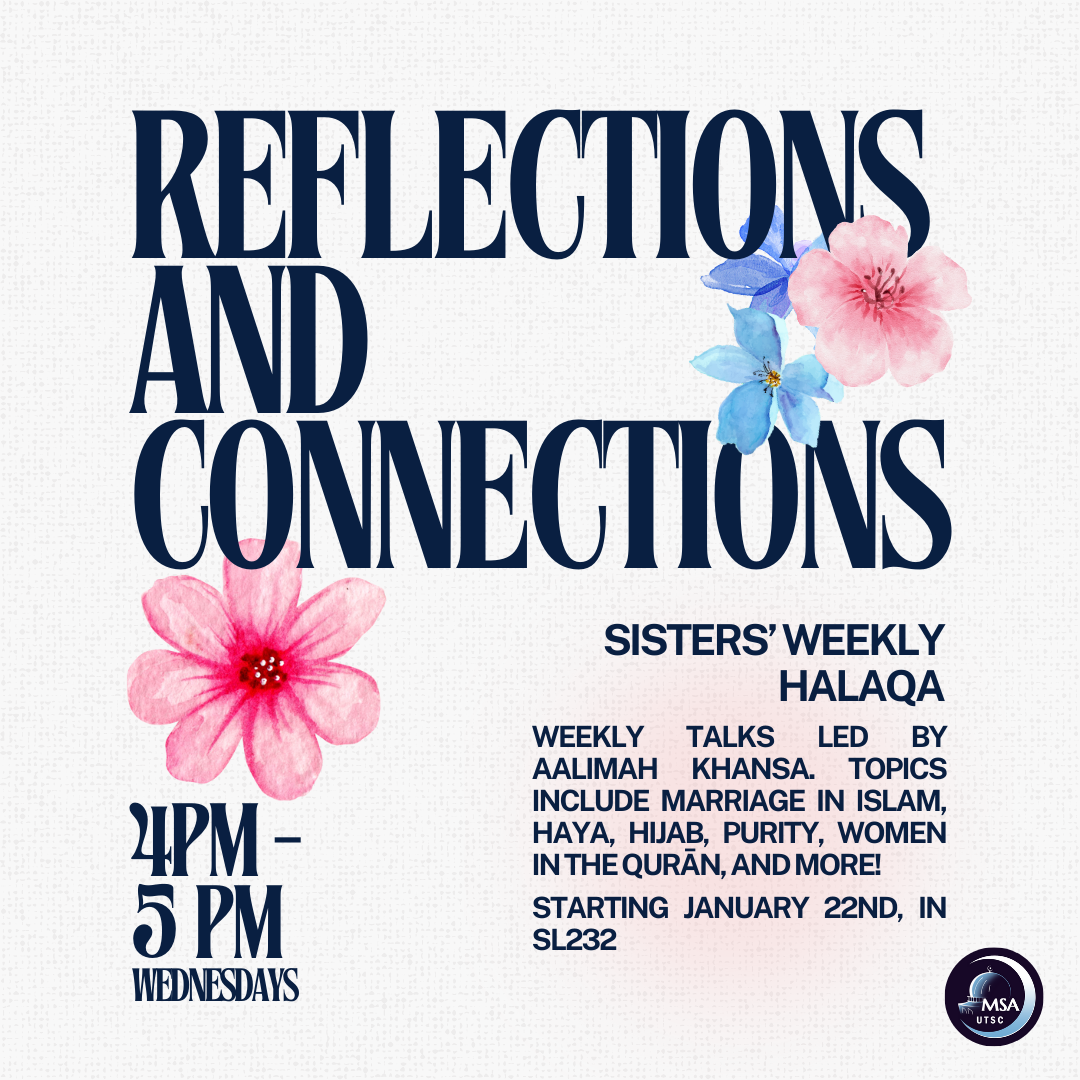 REFLECTIONS
AND
CONNECTIONS
SISTERS' WEEKLY
HALAQA
WEEKLY TALKS LED BY
AALIMAH KHANSA. TOPICS
INCLUDE MARRIAGE IN ISLAM,
HAYA, HIJAB, PURITY, WOMEN
IN THE QURĀN, AND MORE!
STARTING JANUARY 22ND, IN
SL232
4PM –
5 PM
WEDNESDAYS
MSA
UTSC